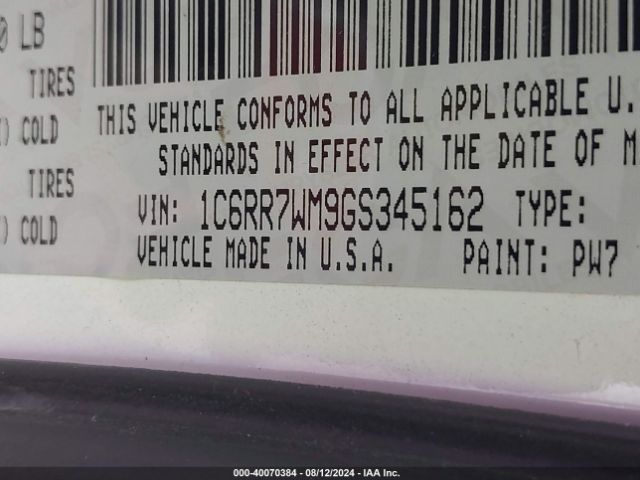 0 LB
TIRES
) COLD
TIRES
) COLD
THIS VEHICLE CONFORMS TO ALL APPLICABLE U.
STANDARDS IN EFFECT ON THE DATE OF M
VIN: 1C6RR7WM9GS345162 TYPE:
VEHICLE MADE IN U.S.A. PAINT: PW7
000-40070384 - 08/12/2024 - IAA Inc.